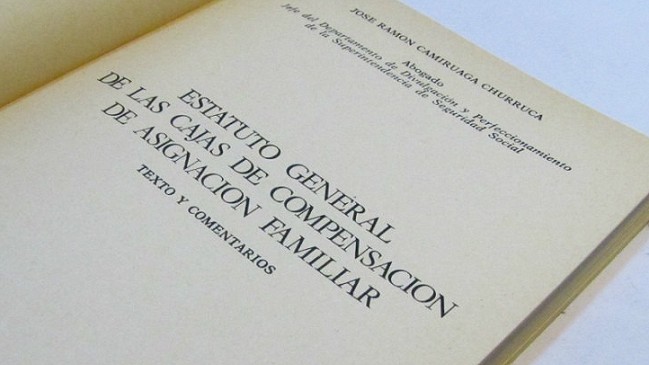 JOSE RAMON CAMIRUAGA CHURRUCA
Abogado
Jefe del Departamento de Divulgación y Perfeccionamiento
de la Superintendencia de Seguridad Social
ESTATUTO GENERAL
DE LAS CAJAS DE COMPENSACION
DE ASIGNACION FAMILIAR
TEXTO Y COMENTARIOS